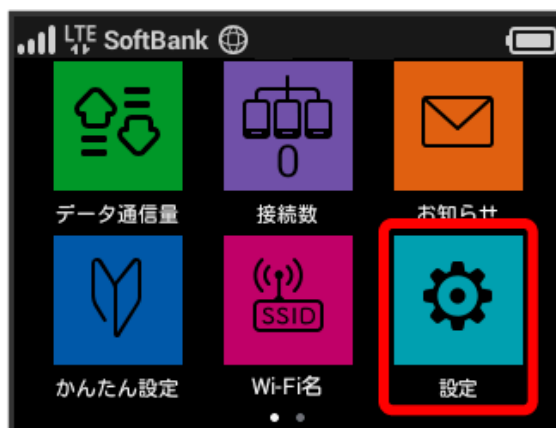 LTE SoftBank
0
データ通信量 接続数 お知らせ
SSID
かんたん設定 Wi-Fi名 設定